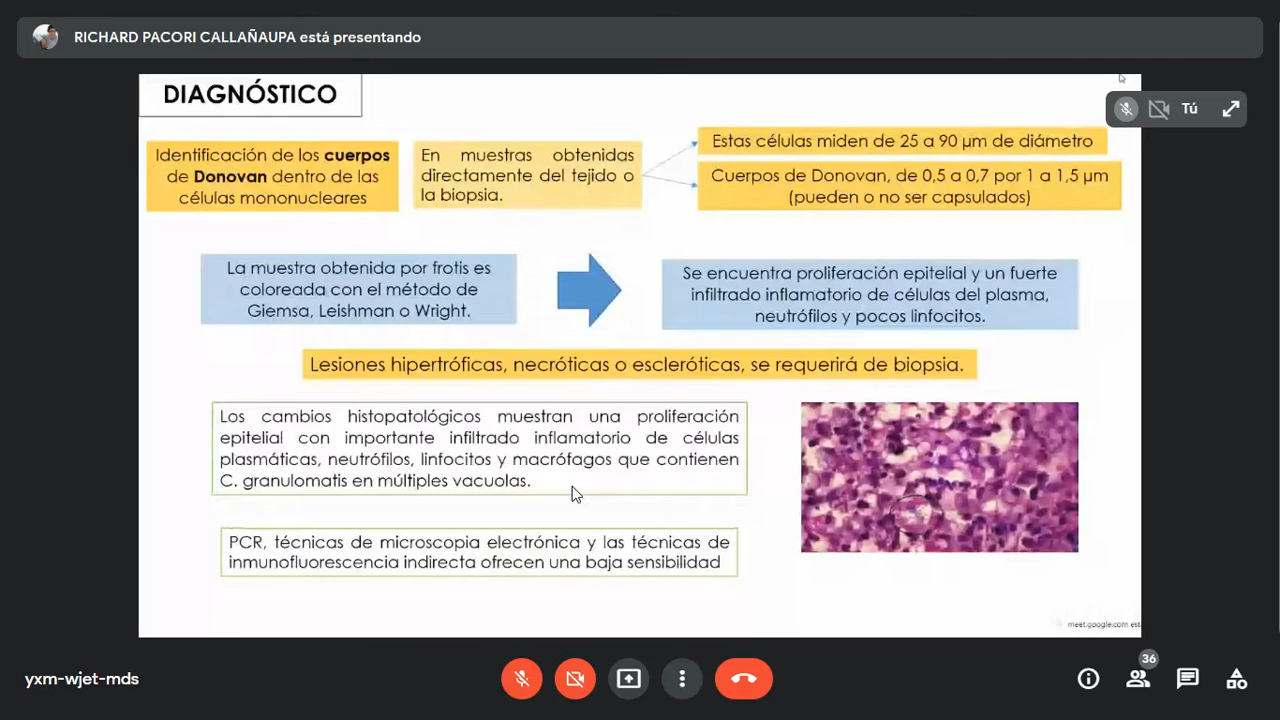 RICHARD PACORI CALLAÑAUPA está presentando
DIAGNÓSTICO
Tú
Identificación de los cuerpos
de Donovan dentro de las
células mononucleares
En muestras obtenidas
directamente del tejido o
la biopsia.
Estas células miden de 25 a 90 µm de diámetro
Cuerpos de Donovan, de 0,5 a 0,7 por 1 a 1,5 µm
(pueden o no ser capsulados)
La muestra obtenida por frotis es
coloreada con el método de
Giemsa, Leishman o Wright.
Se encuentra proliferación epitelial y un fuerte
infiltrado inflamatorio de células del plasma,
neutrófilos y pocos linfocitos.
Lesiones hipertróficas, necróticas o escleróticas, se requerirá de biopsia.
Los cambios histopatológicos muestran una proliferación
epitelial con importante infiltrado inflamatorio de células
plasmáticas, neutrófilos, linfocitos y macrófagos que contienen
C. granulomatis en múltiples vacuolas.
PCR, técnicas de microscopia electrónica y las técnicas de
inmunofluorescencia indirecta ofrecen una baja sensibilidad
meet.google.com est
yxm-wjet-mds
36